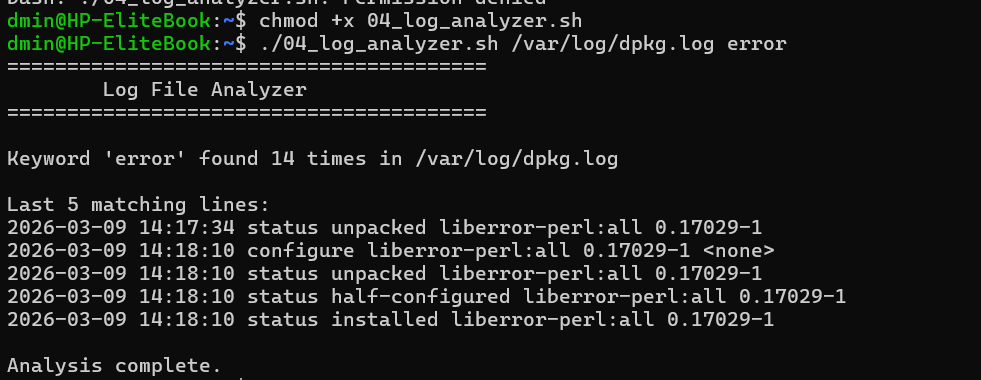 dmin@HP-EliteBook:~$ chmod +x 04_log_analyzer.sh
dmin@HP-EliteBook:~$ ./04_log_analyzer.sh /var/log/dpkg.log error
========================================
        Log File Analyzer
========================================

Keyword 'error' found 14 times in /var/log/dpkg.log

Last 5 matching lines:
2026-03-09 14:17:34 status unpacked liberror-perl:all 0.17029-1
2026-03-09 14:18:10 configure liberror-perl:all 0.17029-1 <none>
2026-03-09 14:18:10 status unpacked liberror-perl:all 0.17029-1
2026-03-09 14:18:10 status half-configured liberror-perl:all 0.17029-1
2026-03-09 14:18:10 status installed liberror-perl:all 0.17029-1

Analysis complete.